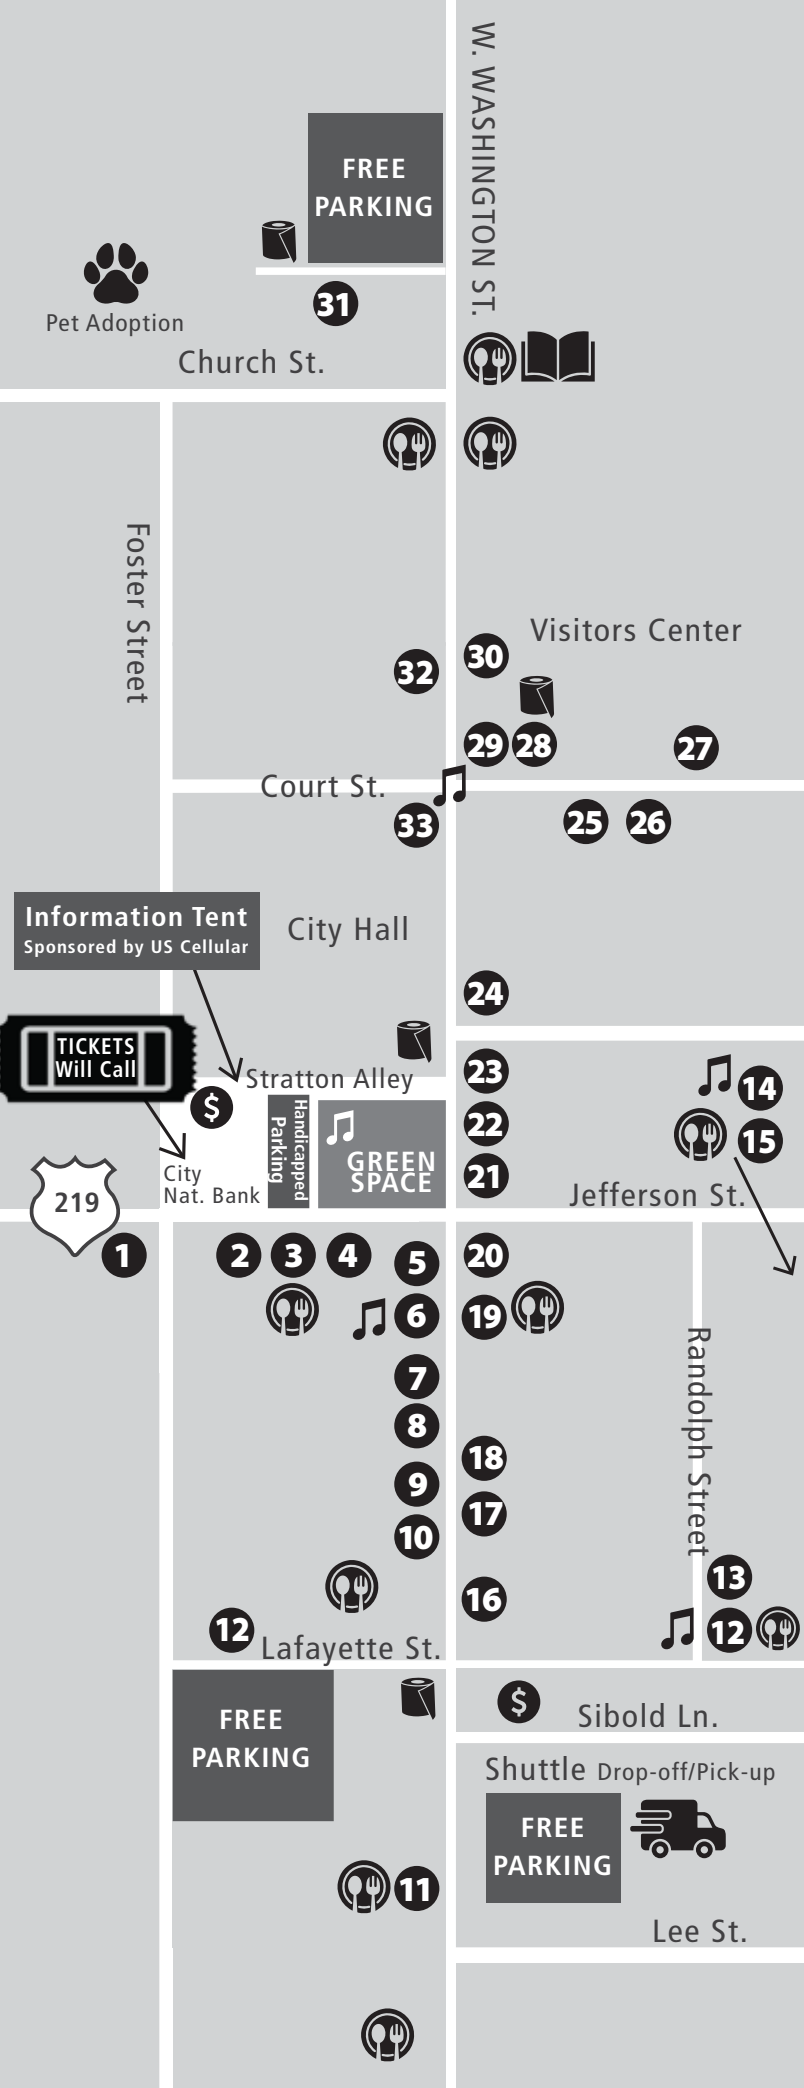 W. WASHINGTON ST.
FREE
PARKING
31
Pet Adoption
Church St.
Foster Street
Visitors Center
30
32
29
28
27
Court St.
33
25
26
Information Tent
Sponsored by US Cellular
City Hall
24
TICKETS
Will Call
Stratton Alley
23
14
$
Handicapped
Parking
22
15
GREEN
SPACE
City
Nat. Bank
21
Jefferson St.
219
1
2
3
4
5
20
6
19
Randolph Street
7
8
18
9
17
10
13
16
12
12
Lafayette St.
FREE
PARKING
$
Sibold Ln.
Shuttle Drop-off/Pick-up
FREE
PARKING
11
Lee St.